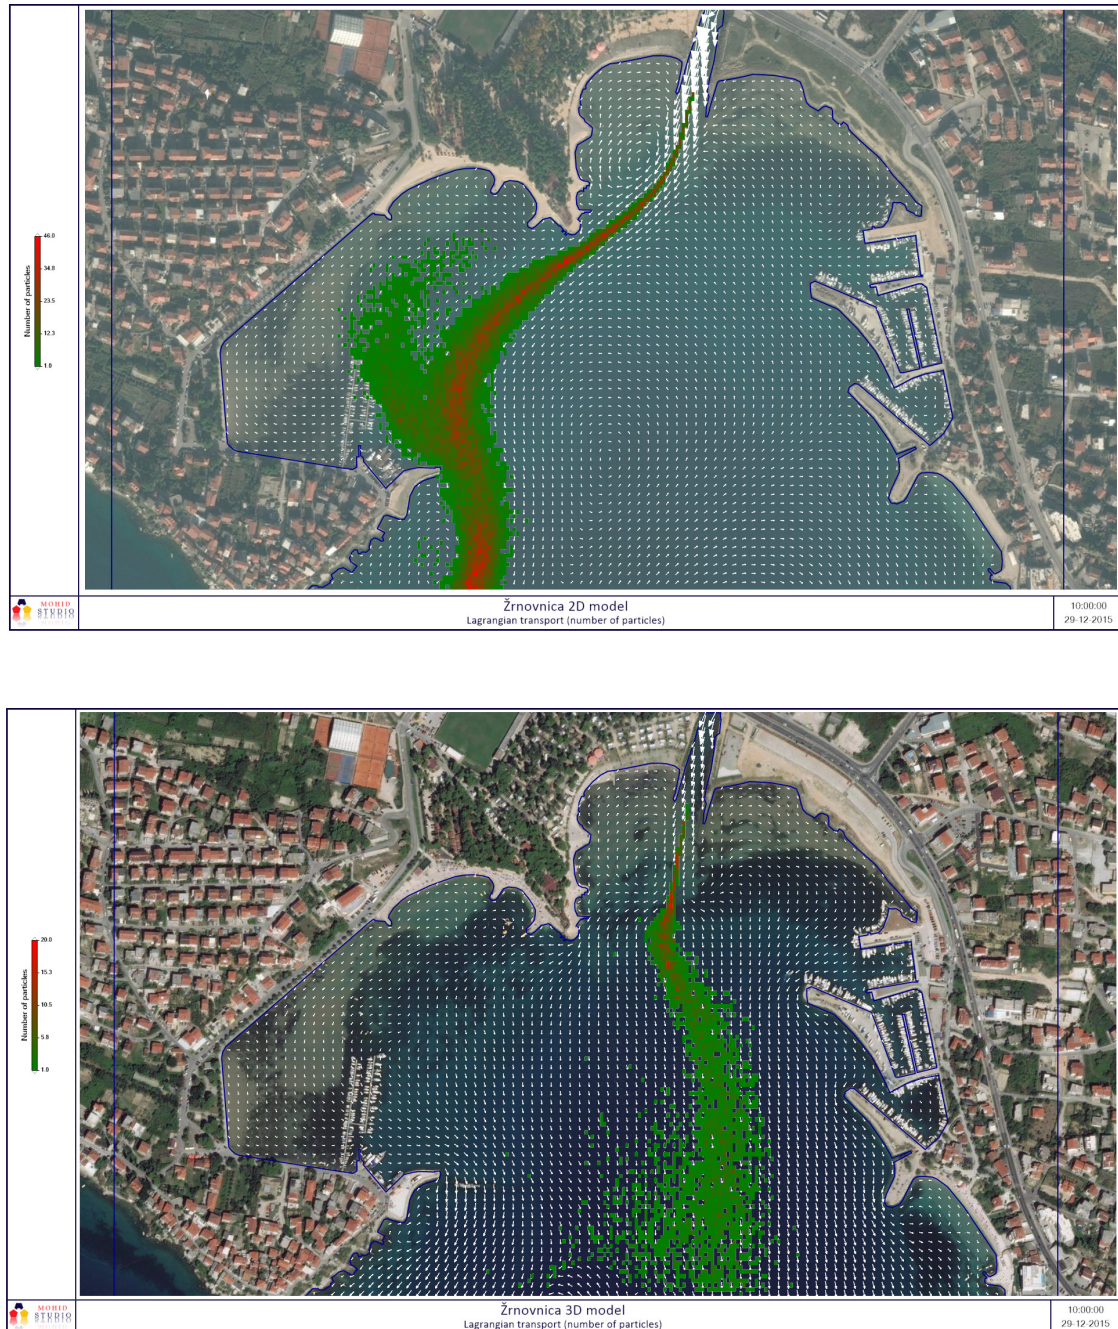 46.0
34.8
23.5
12.3
1.0
Number of particles
MOHID
STUDIO
Žrnovnica 2D model
Lagrangian transport (number of particles)
10:00:00
29-12-2015
20.0
15.3
10.5
5.8
1.0
Number of particles
MOHID
STUDIO
Žrnovnica 3D model
Lagrangian transport (number of particles)
10:00:00
29-12-2015